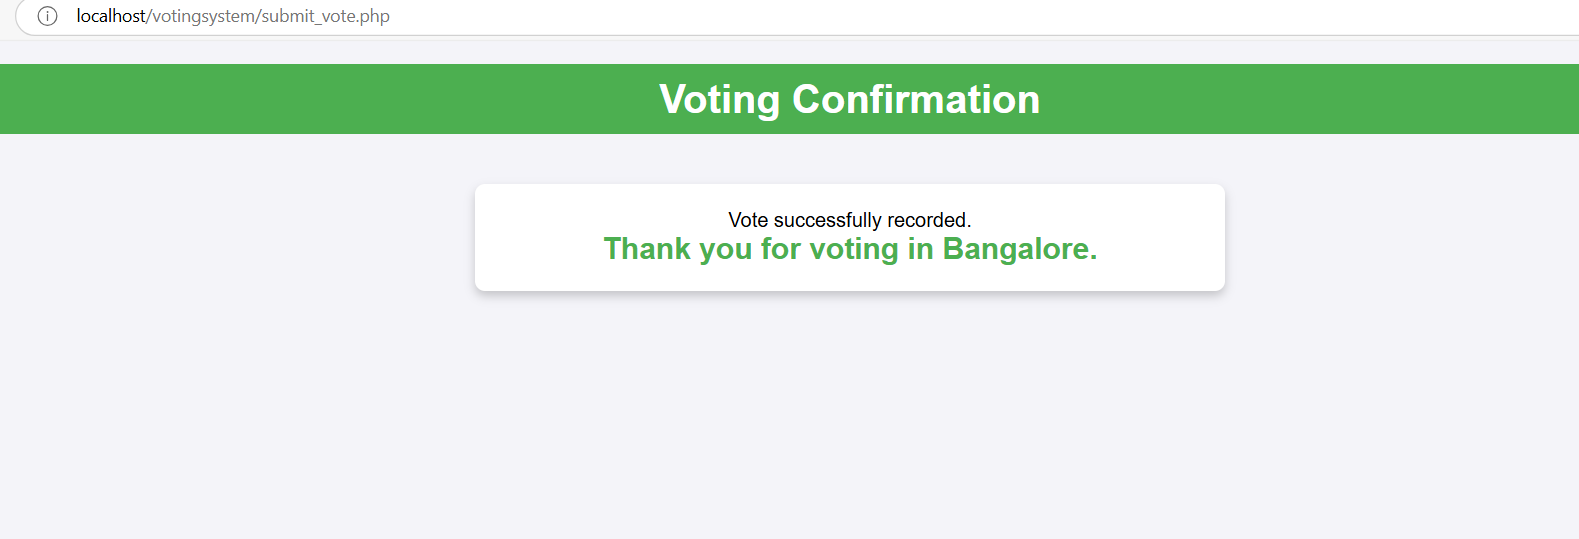 localhost/votingsystem/submit_vote.php
Voting Confirmation
Vote successfully recorded.
Thank you for voting in Bangalore.